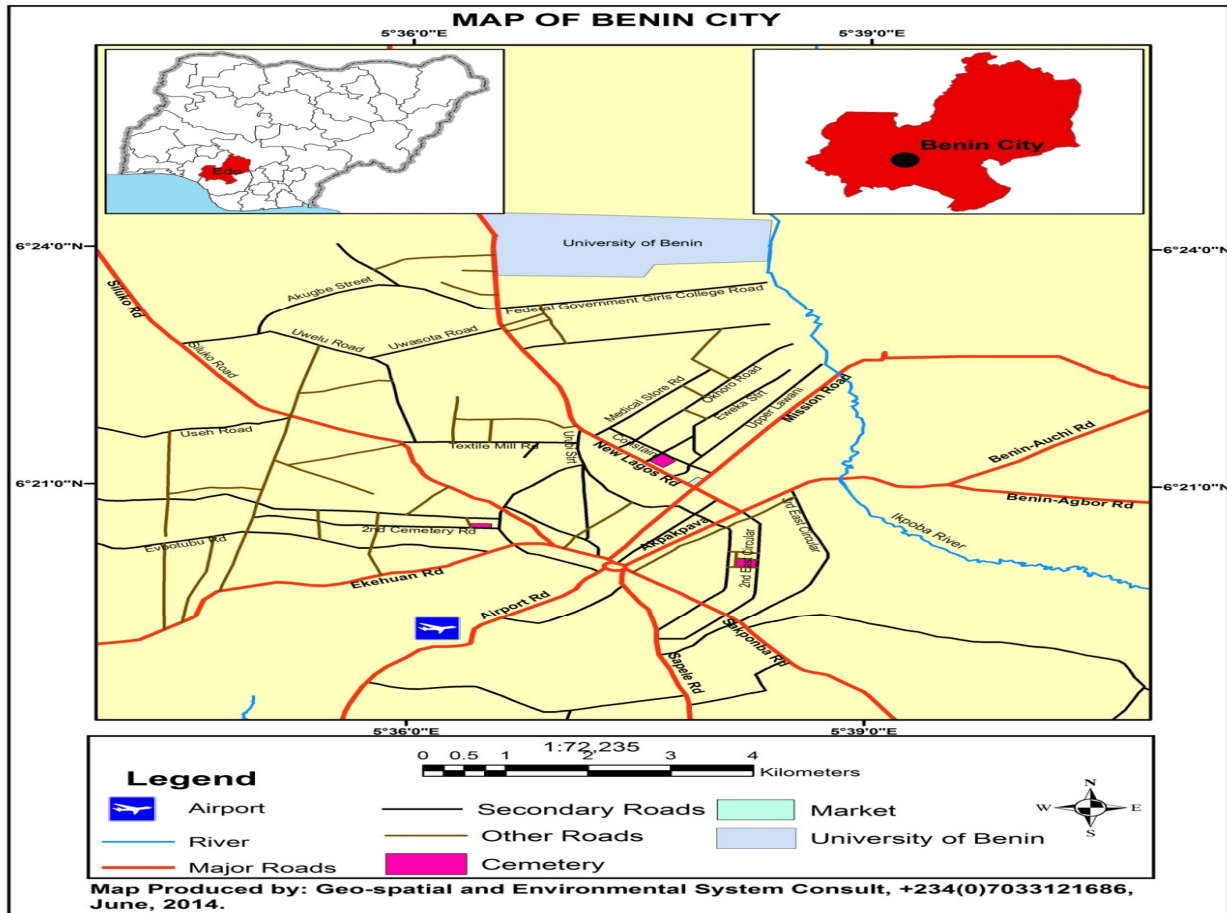 MAP OF BENIN CITY
5°36'0"E
5°39'0"E
Edo
Benin City
6°24'0"N
6°24'0"N
University of Benin
Siluko Rd
Akugbe Street
Federal Government Girls College Road
Uwelu Road
Uwasota Road
Siluko Road
Medical Store Rd
Oknoro Road
Eweka Strt
Upper Lawani
Mission Road
Useh Road
Textile Mill Rd
Urubi Strt
Constain
New Lagos Rd
Benin-Auchi Rd
6°21'0"N
6°21'0"N
Benin-Agbor Rd
2nd Cemetery Rd
Akpakpava
3rd East Circular
Ikpoba River
Evbotubu Rd
2nd East Circular
Ekehuan Rd
Airport Rd
Sakponba Rd
Sapele Rd
5°36'0"E
5°39'0"E
1:72,235
0 0.5 1 2 3 4
Kilometers
Legend
Airport
River
Major Roads
Secondary Roads
Other Roads
Cemetery
Market
University of Benin
N
W E
S
Map Produced by: Geo-spatial and Environmental System Consult, +234(0)7033121686,
June, 2014.